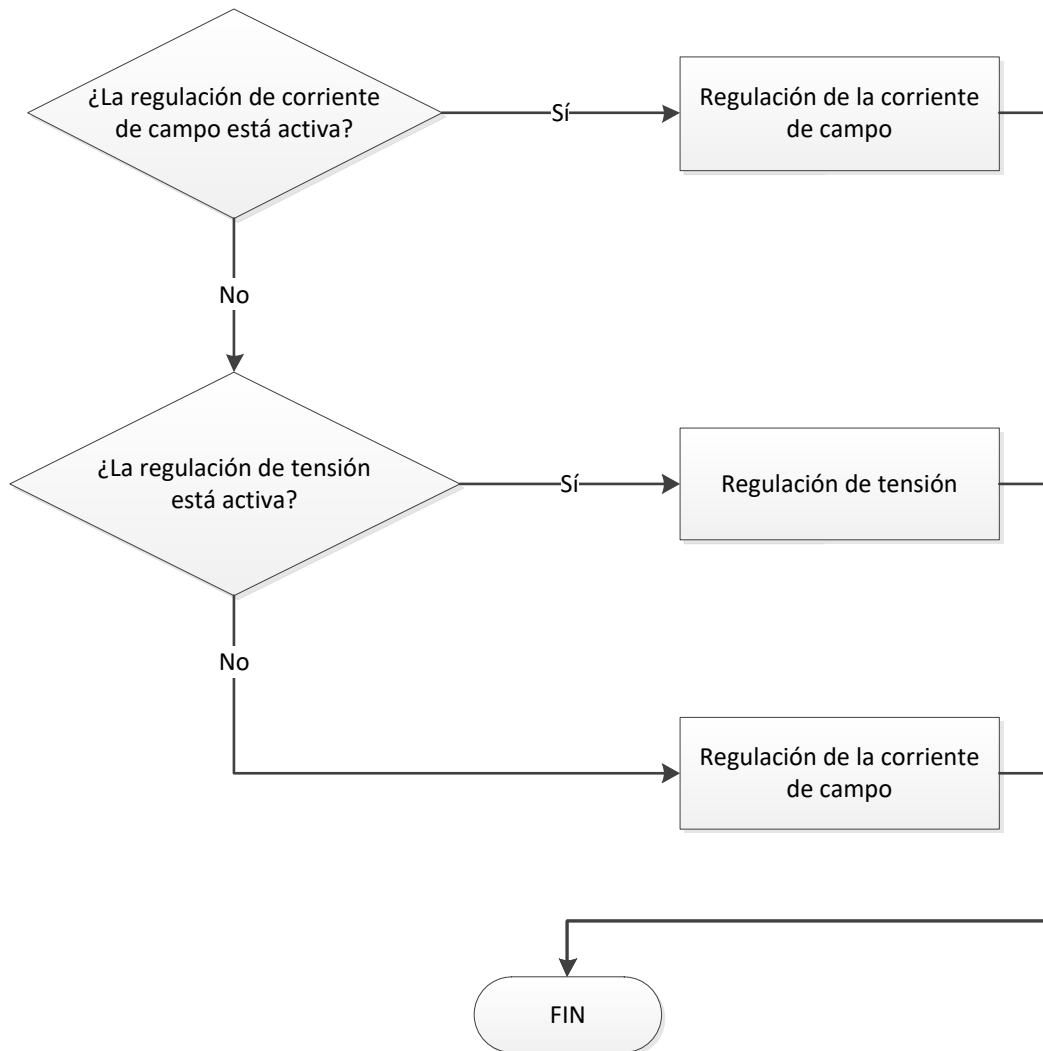 ¿La regulación de corriente
de campo está activa?
Sí
Regulación de la corriente
de campo
No
¿La regulación de tensión
está activa?
Sí
Regulación de tensión
No
Regulación de la corriente
de campo
FIN